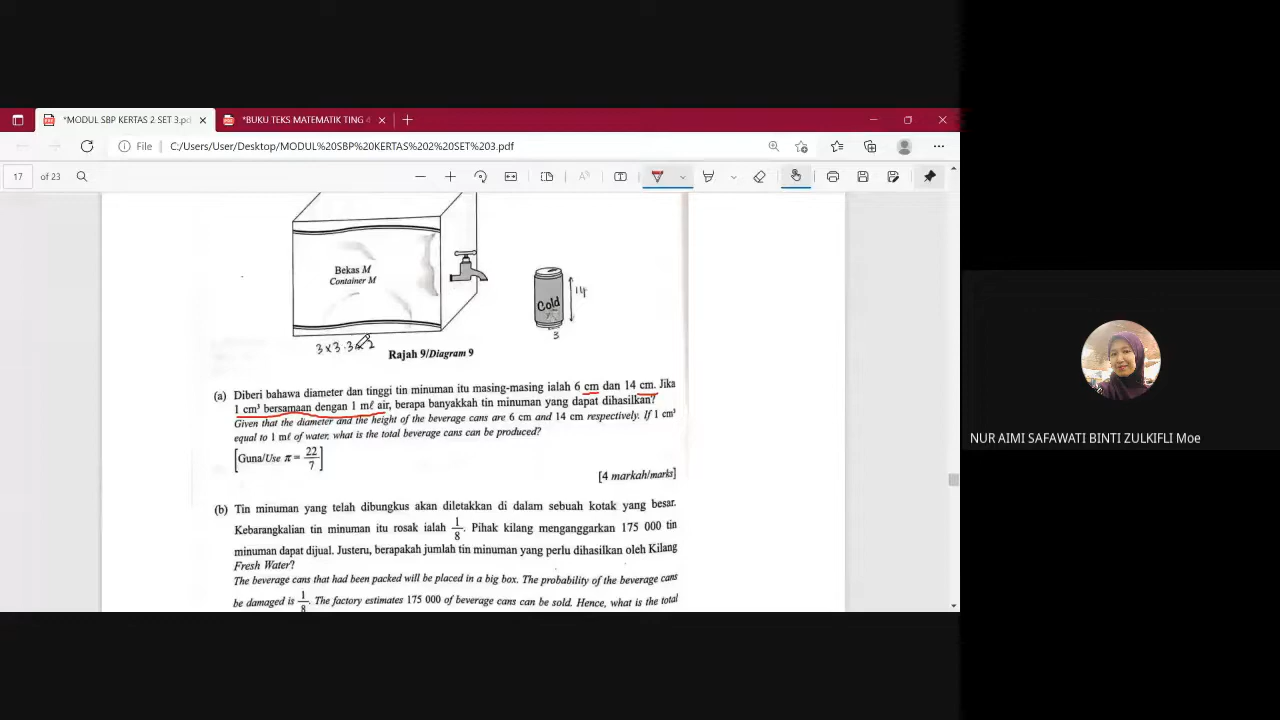 *MODUL SBP KERTAS 2 SET 3.pd
*BUKU TEKS MATEMATIK TING 4
File
C:/Users/User/Desktop/MODUL%20SBP%20KERTAS%202%20SET%203.pdf
17
of 23
Bekas M
Container M
Cold
14
3
3 x 3.
Rajah 9/Diagram 9
(a) Diberi bahawa diameter dan tinggi tin minuman itu masing-masing ialah 6 cm dan 14 cm. Jika
1 cm³ bersamaan dengan 1 mℓ air, berapa banyakkah tin minuman yang dapat dihasilkan?
Given that the diameter and the height of the beverage cans are 6 cm and 14 cm respectively. If 1 cm³
equal to 1 mℓ of water, what is the total beverage cans can be produced?
[Guna/Use π = 22/7]
[4 markah/marks]
(b) Tin minuman yang telah dibungkus akan diletakkan di dalam sebuah kotak yang besar.
Kebarangkalian tin minuman itu rosak ialah 1/8. Pihak kilang menganggarkan 175 000 tin
minuman dapat dijual. Justeru, berapakah jumlah tin minuman yang perlu dihasilkan oleh Kilang
Fresh Water?
The beverage cans that had been packed will be placed in a big box. The probability of the beverage cans
be damaged is 1/8. The factory estimates 175 000 of beverage cans can be sold. Hence, what is the total
NUR AIMI SAFAWATI BINTI ZULKIFLI Moe